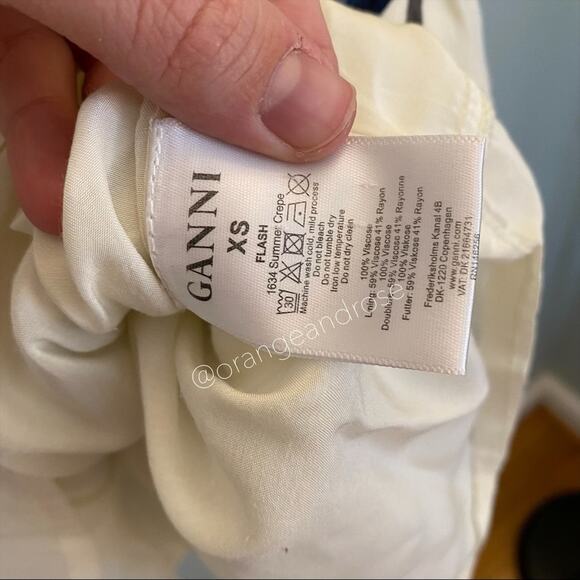 GANNI
XS
FLASH
1634 Summer Crepe
30
Machine wash cold, mild process
Do not bleach
Do not tumble dry
Iron low temperature
Do not dry clean
100% Viscose
Lining: 59% Viscose 41% Rayon
100% Viscose
59% Viscose 41% Rayonne
100% Viskose
Futter: 59% Viskose 41% Rayon
Frederiksholms Kanal 4B
DK-1220 Copenhagen
www.ganni.com
VAT DK 21664731
@orangeandrose